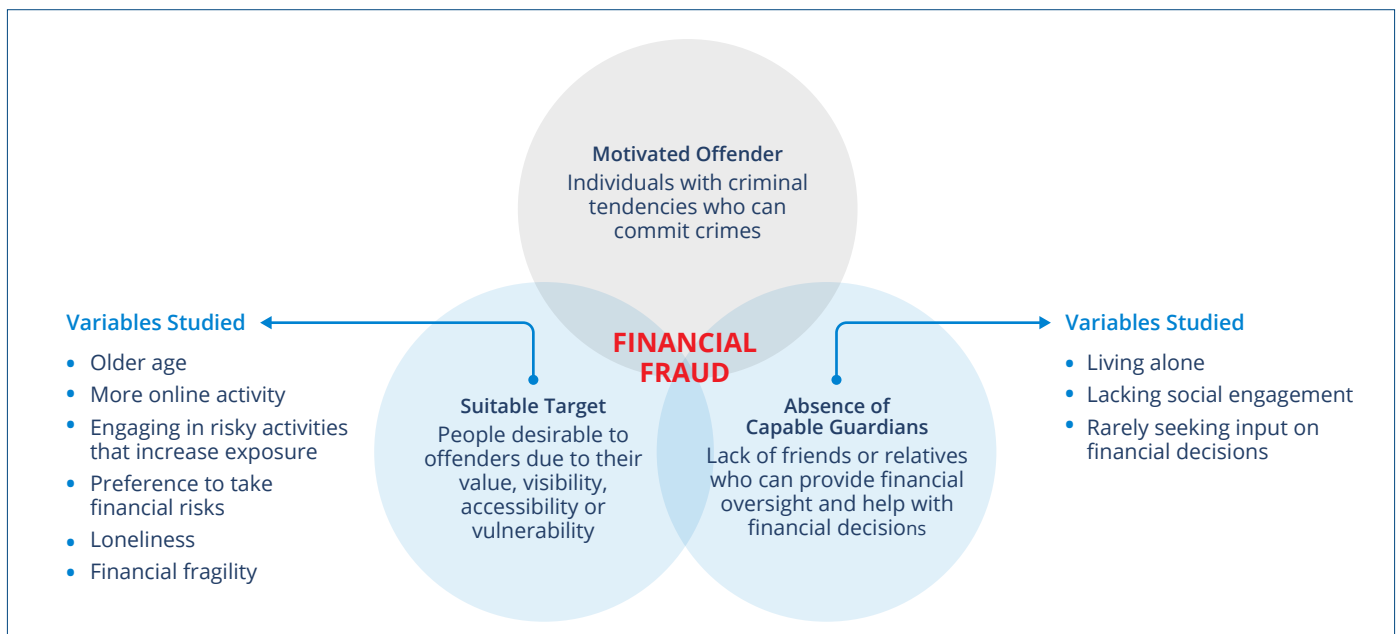 Motivated Offender
Individuals with criminal
tendencies who can
commit crimes
FINANCIAL
FRAUD
Variables Studied
• Older age
• More online activity
• Engaging in risky activities
that increase exposure
• Preference to take
financial risks
• Loneliness
• Financial fragility
Suitable Target
People desirable to
offenders due to their
value, visibility,
accessibility or
vulnerability
Absence of
Capable Guardians
Lack of friends or relatives
who can provide financial
oversight and help with
financial decisions
Variables Studied
• Living alone
• Lacking social engagement
• Rarely seeking input on
financial decisions